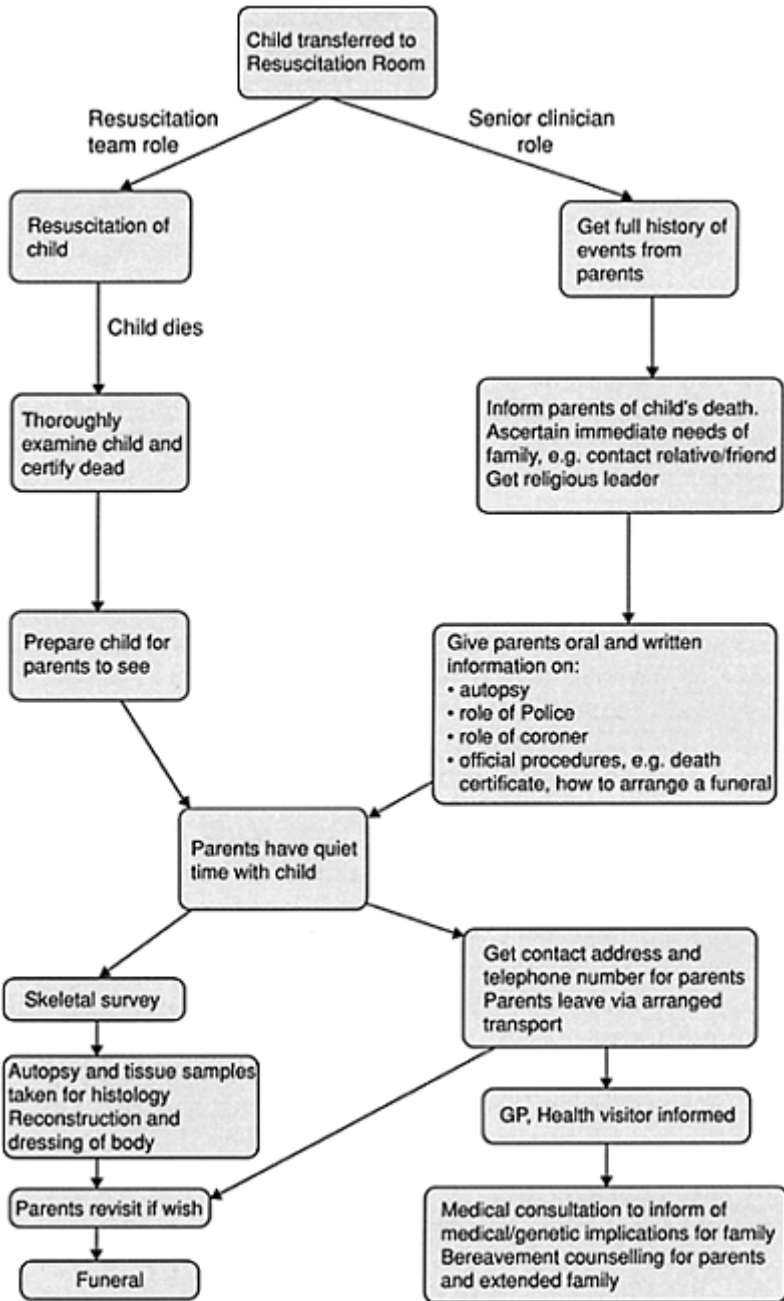 Child transferred to
Resuscitation Room
Resuscitation
team role
Senior clinician
role
Resuscitation of
child
Get full history of
events from
parents
Child dies
Thoroughly
examine child and
certify dead
Inform parents of child's death.
Ascertain immediate needs of
family, e.g. contact relative/friend
Get religious leader
Prepare child for
parents to see
Give parents oral and written
information on:
• autopsy
• role of Police
• role of coroner
• official procedures, e.g. death
certificate, how to arrange a funeral
Parents have quiet
time with child
Skeletal survey
Get contact address and
telephone number for parents
Parents leave via arranged
transport
Autopsy and tissue samples
taken for histology
Reconstruction and
dressing of body
GP, Health visitor informed
Parents revisit if wish
Medical consultation to inform of
medical/genetic implications for family
Bereavement counselling for parents
and extended family
Funeral